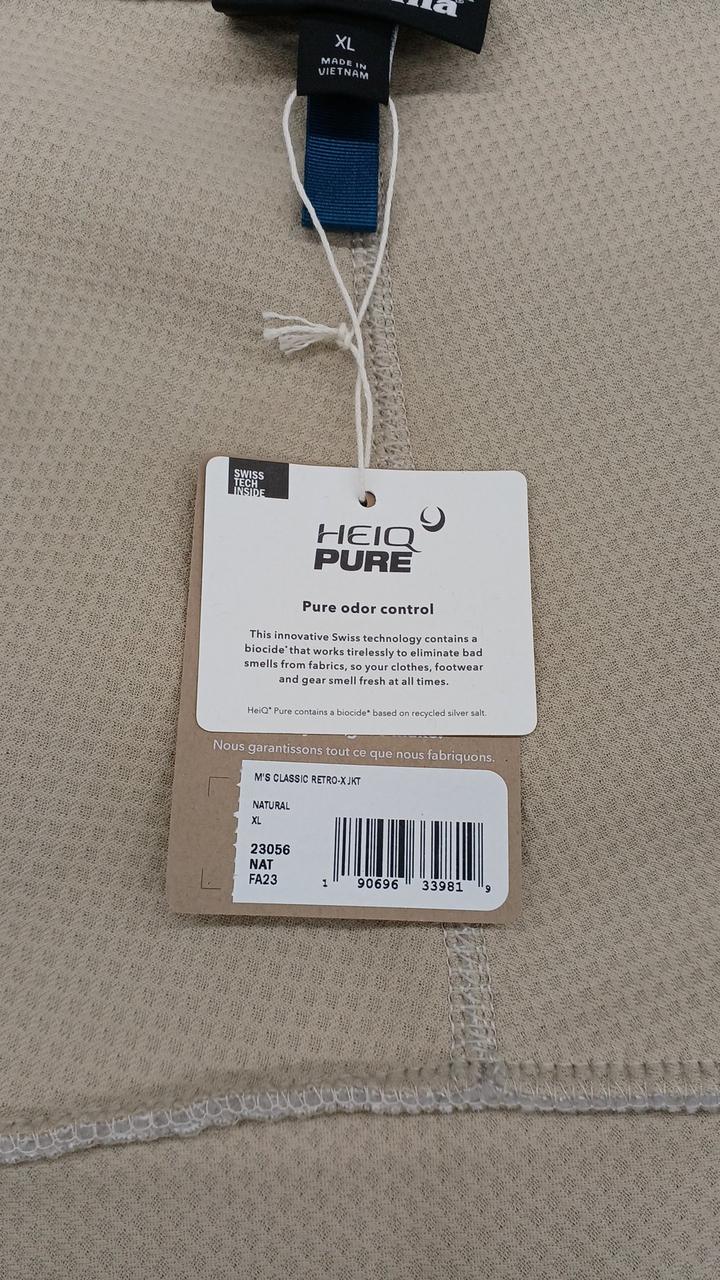 XL
MADE IN
VIETNAM
SWISS
TECH
INSIDE
HEIQ
PURE
Pure odor control
This innovative Swiss technology contains a
biocide* that works tirelessly to eliminate bad
smells from fabrics, so your clothes, footwear
and gear smell fresh at all times.
HeiQ® Pure contains a biocide* based on recycled silver salt.
Nous garantissons tout ce que nous fabriquons.
M'S CLASSIC RETRO-X JKT
NATURAL
XL
23056
NAT
FA23
1 90696 33981 9